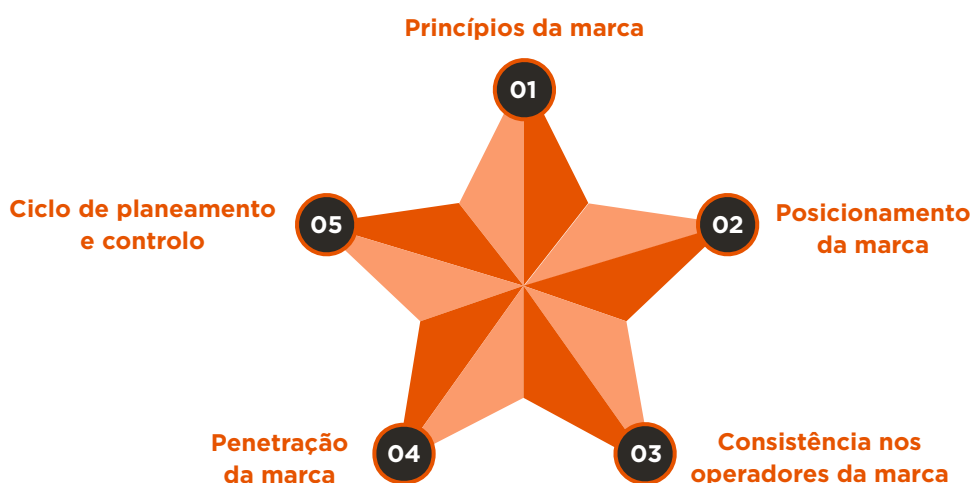 Princípios da marca
01
Ciclo de planeamento
e controlo
05
02
Posicionamento
da marca
Penetração
da marca
04
03
Consistência nos
operadores da marca